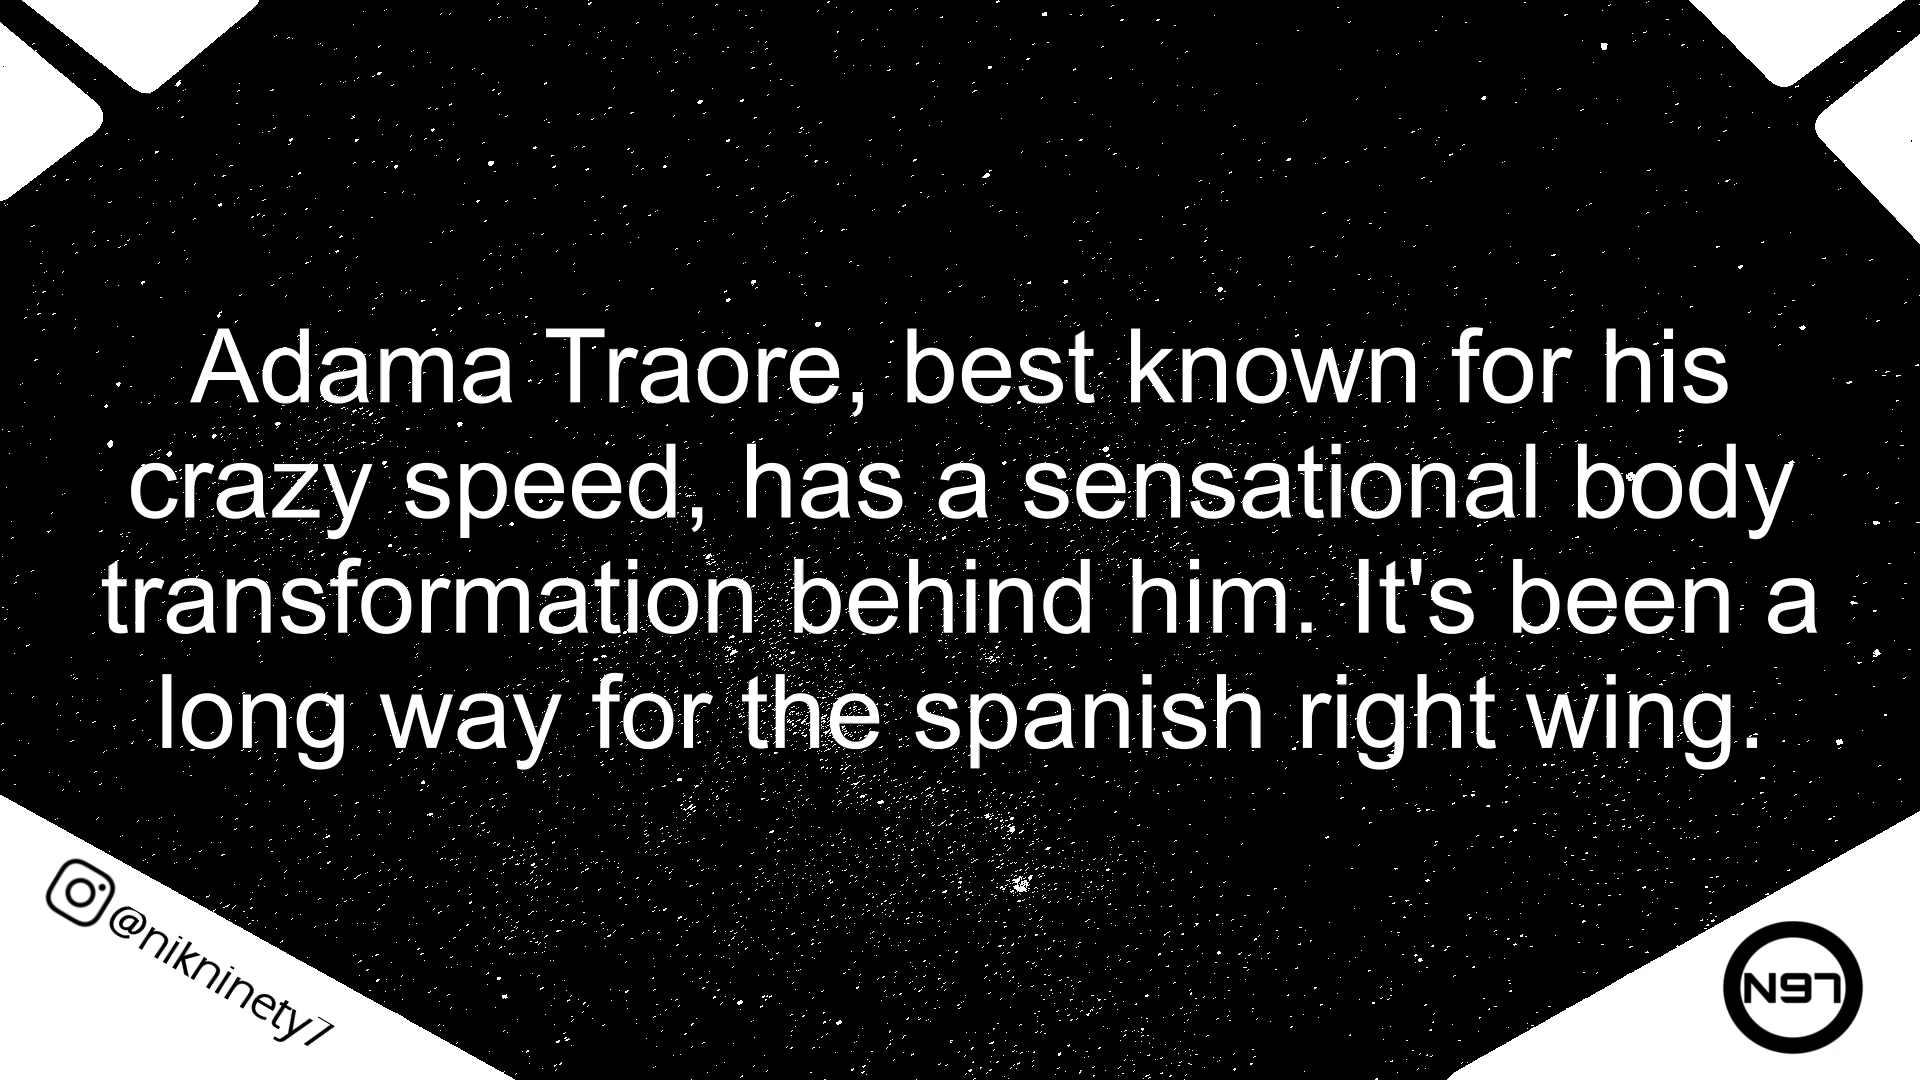 Adama Traore, best known for his
crazy speed, has a sensational body
transformation behind him. It's been a
long way for the spanish right wing.
@nikninety7
N97